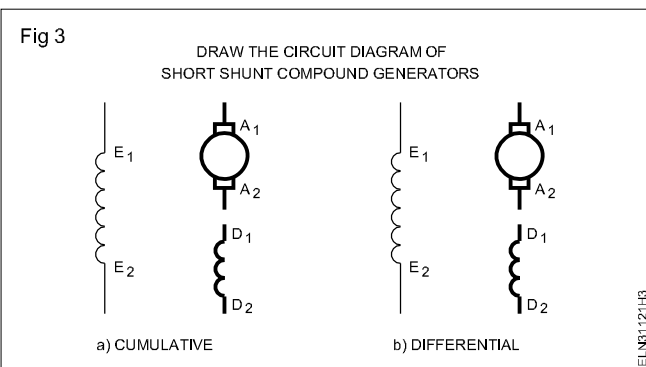 Fig 3
DRAW THE CIRCUIT DIAGRAM OF
SHORT SHUNT COMPOUND GENERATORS
E1
E2
A1
A2
D1
D2
a) CUMULATIVE
E1
E2
A1
A2
D1
D2
b) DIFFERENTIAL
ELN31121H3